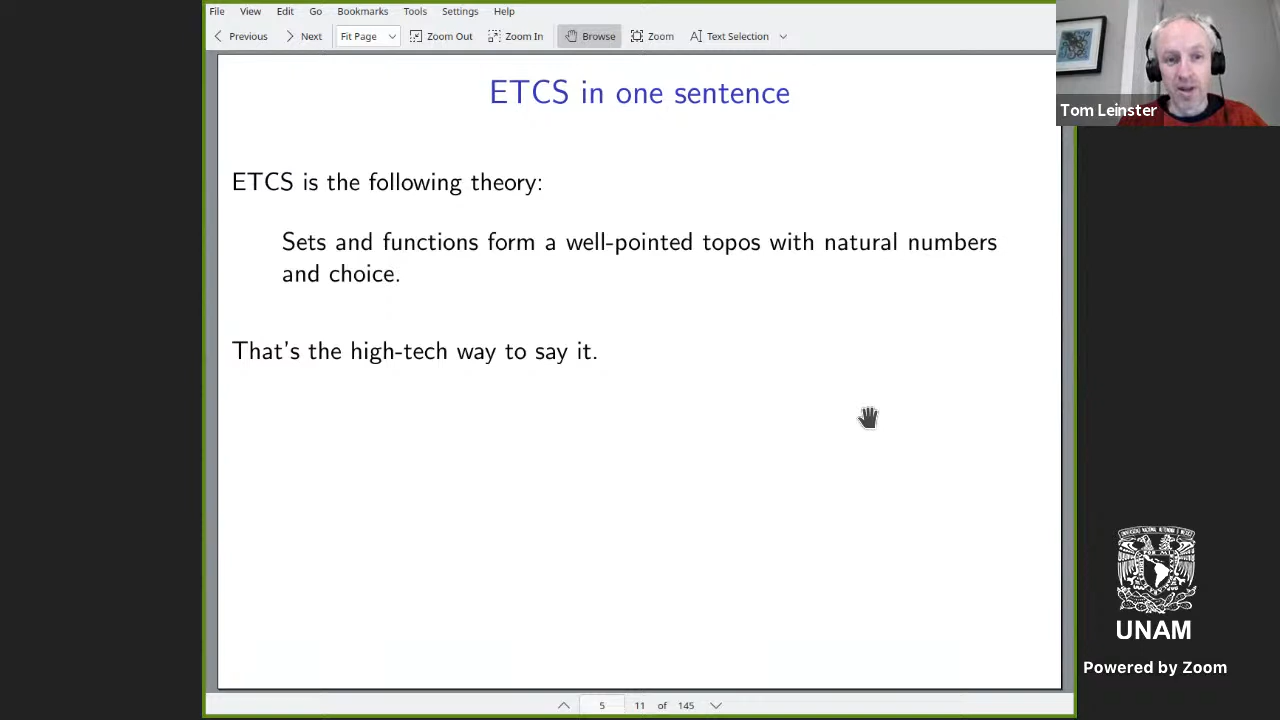 File View Edit Go Bookmarks Tools Settings Help
Previous Next Fit Page Zoom Out Zoom In Browse Zoom Text Selection
Tom Leinster
ETCS in one sentence
ETCS is the following theory:
Sets and functions form a well-pointed topos with natural numbers
and choice.
That's the high-tech way to say it.
UNAM
Powered by Zoom
5 11 of 145